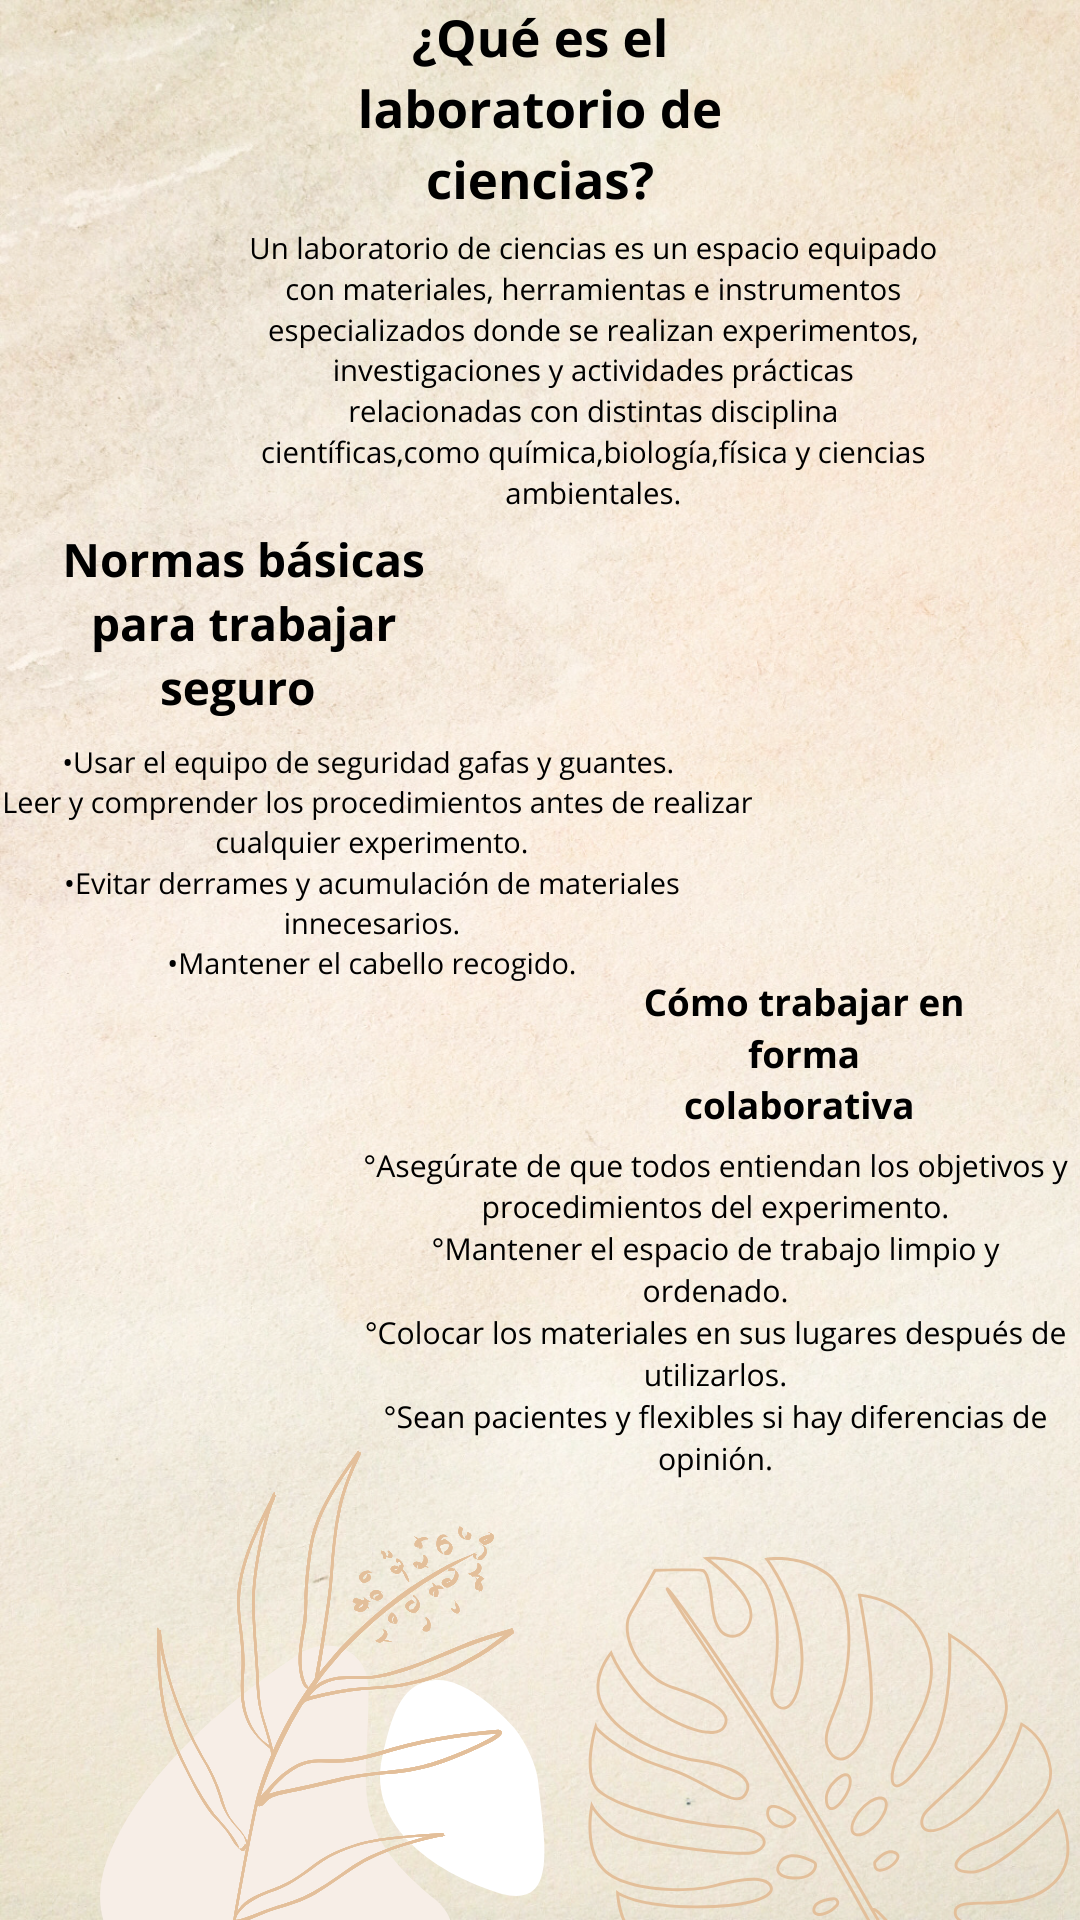 ¿Qué es el
laboratorio de
ciencias?
Un laboratorio de ciencias es un espacio equipado
con materiales, herramientas e instrumentos
especializados donde se realizan experimentos,
investigaciones y actividades prácticas
relacionadas con distintas disciplina
científicas,como química,biología,física y ciencias
ambientales.
Normas básicas
para trabajar
seguro
•Usar el equipo de seguridad gafas y guantes.
Leer y comprender los procedimientos antes de realizar
cualquier experimento.
•Evitar derrames y acumulación de materiales
innecesarios.
•Mantener el cabello recogido.
Cómo trabajar en
forma
colaborativa
°Asegúrate de que todos entiendan los objetivos y
procedimientos del experimento.
°Mantener el espacio de trabajo limpio y
ordenado.
°Colocar los materiales en sus lugares después de
utilizarlos.
°Sean pacientes y flexibles si hay diferencias de
opinión.